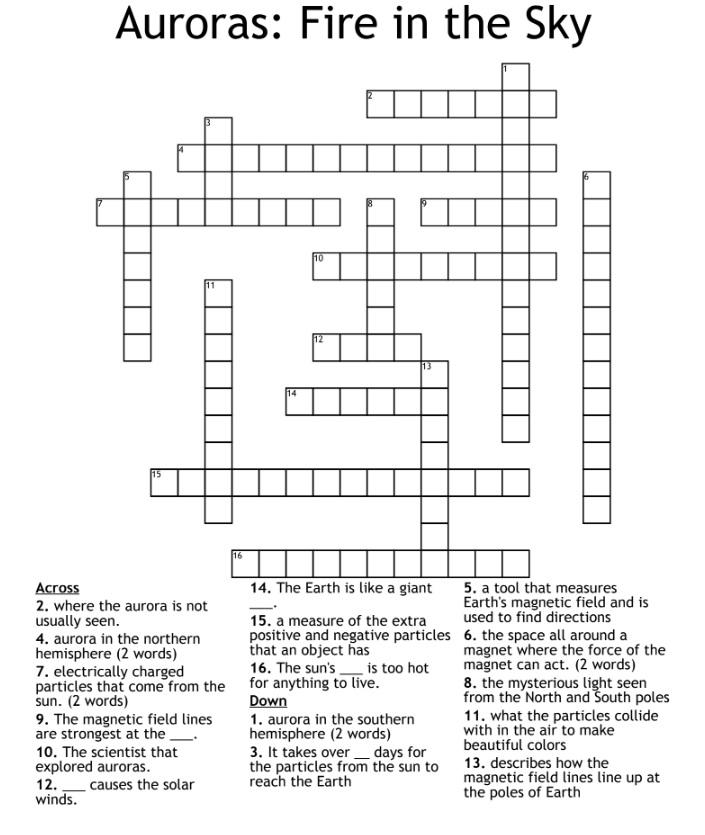 Auroras: Fire in the Sky
1
2
3
4
5
6
7
8
9
10
11
12
13
14
15
16
Across
2. where the aurora is not
usually seen.
4. aurora in the northern
hemisphere (2 words)
7. electrically charged
particles that come from the
sun. (2 words)
9. The magnetic field lines
are strongest at the ___.
10. The scientist that
explored auroras.
12. ___ causes the solar
winds.
14. The Earth is like a giant
___.
15. a measure of the extra
positive and negative particles
that an object has
16. The sun's ___ is too hot
for anything to live.
Down
1. aurora in the southern
hemisphere (2 words)
3. It takes over __ days for
the particles from the sun to
reach the Earth
5. a tool that measures
Earth's magnetic field and is
used to find directions
6. the space all around a
magnet where the force of the
magnet can act. (2 words)
8. the mysterious light seen
from the North and South poles
11. what the particles collide
with in the air to make
beautiful colors
13. describes how the
magnetic field lines line up at
the poles of Earth